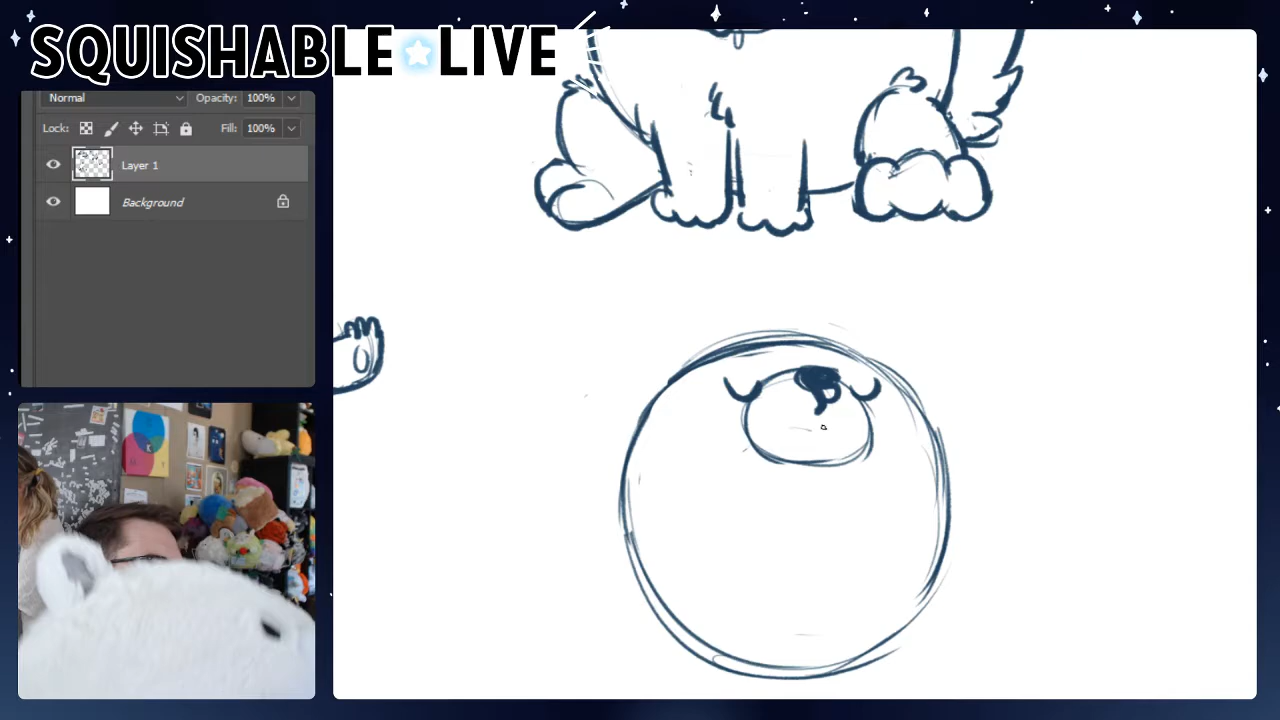 SQUISHABLE LIVE
Normal Opacity: 100%
Lock: Fill: 100%
Layer 1
Background